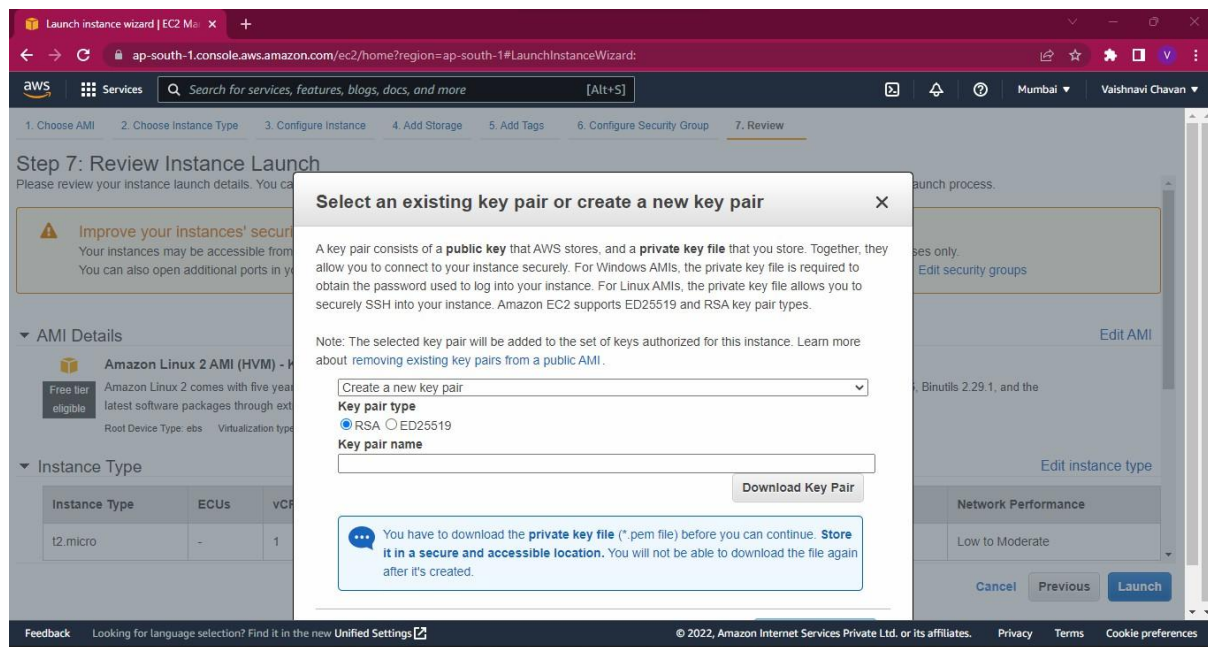 Launch instance wizard | EC2 Ma
ap-south-1.console.aws.amazon.com/ec2/home?region=ap-south-1#LaunchInstanceWizard:
V
aws Services Search for services, features, blogs, docs, and more [Alt+S] Mumbai Vaishnavi Chavan
1. Choose AMI 2. Choose Instance Type 3. Configure Instance 4. Add Storage 5. Add Tags 6. Configure Security Group 7. Review
Step 7: Review Instance Launch
Please review your instance launch details. You ca aunch process.
Select an existing key pair or create a new key pair
Improve your instances' securi
Your instances may be accessible from ses only.
You can also open additional ports in yo Edit security groups
A key pair consists of a public key that AWS stores, and a private key file that you store. Together, they
allow you to connect to your instance securely. For Windows AMIs, the private key file is required to
obtain the password used to log into your instance. For Linux AMIs, the private key file allows you to
securely SSH into your instance. Amazon EC2 supports ED25519 and RSA key pair types.
Note: The selected key pair will be added to the set of keys authorized for this instance. Learn more
about removing existing key pairs from a public AMI.
AMI Details Edit AMI
Amazon Linux 2 AMI (HVM) - K
Free tier
eligible
Amazon Linux 2 comes with five year , Binutils 2.29.1, and the
latest software packages through ext
Root Device Type: ebs Virtualization type
Create a new key pair
Key pair type
RSA ED25519
Key pair name
Download Key Pair
Instance Type Edit instance type
Instance Type ECUs vCP Network Performance
t2.micro - 1 Low to Moderate
You have to download the private key file (*.pem file) before you can continue. Store
it in a secure and accessible location. You will not be able to download the file again
after it's created.
Cancel Previous Launch
Feedback Looking for language selection? Find it in the new Unified Settings © 2022, Amazon Internet Services Private Ltd. or its affiliates. Privacy Terms Cookie preferences